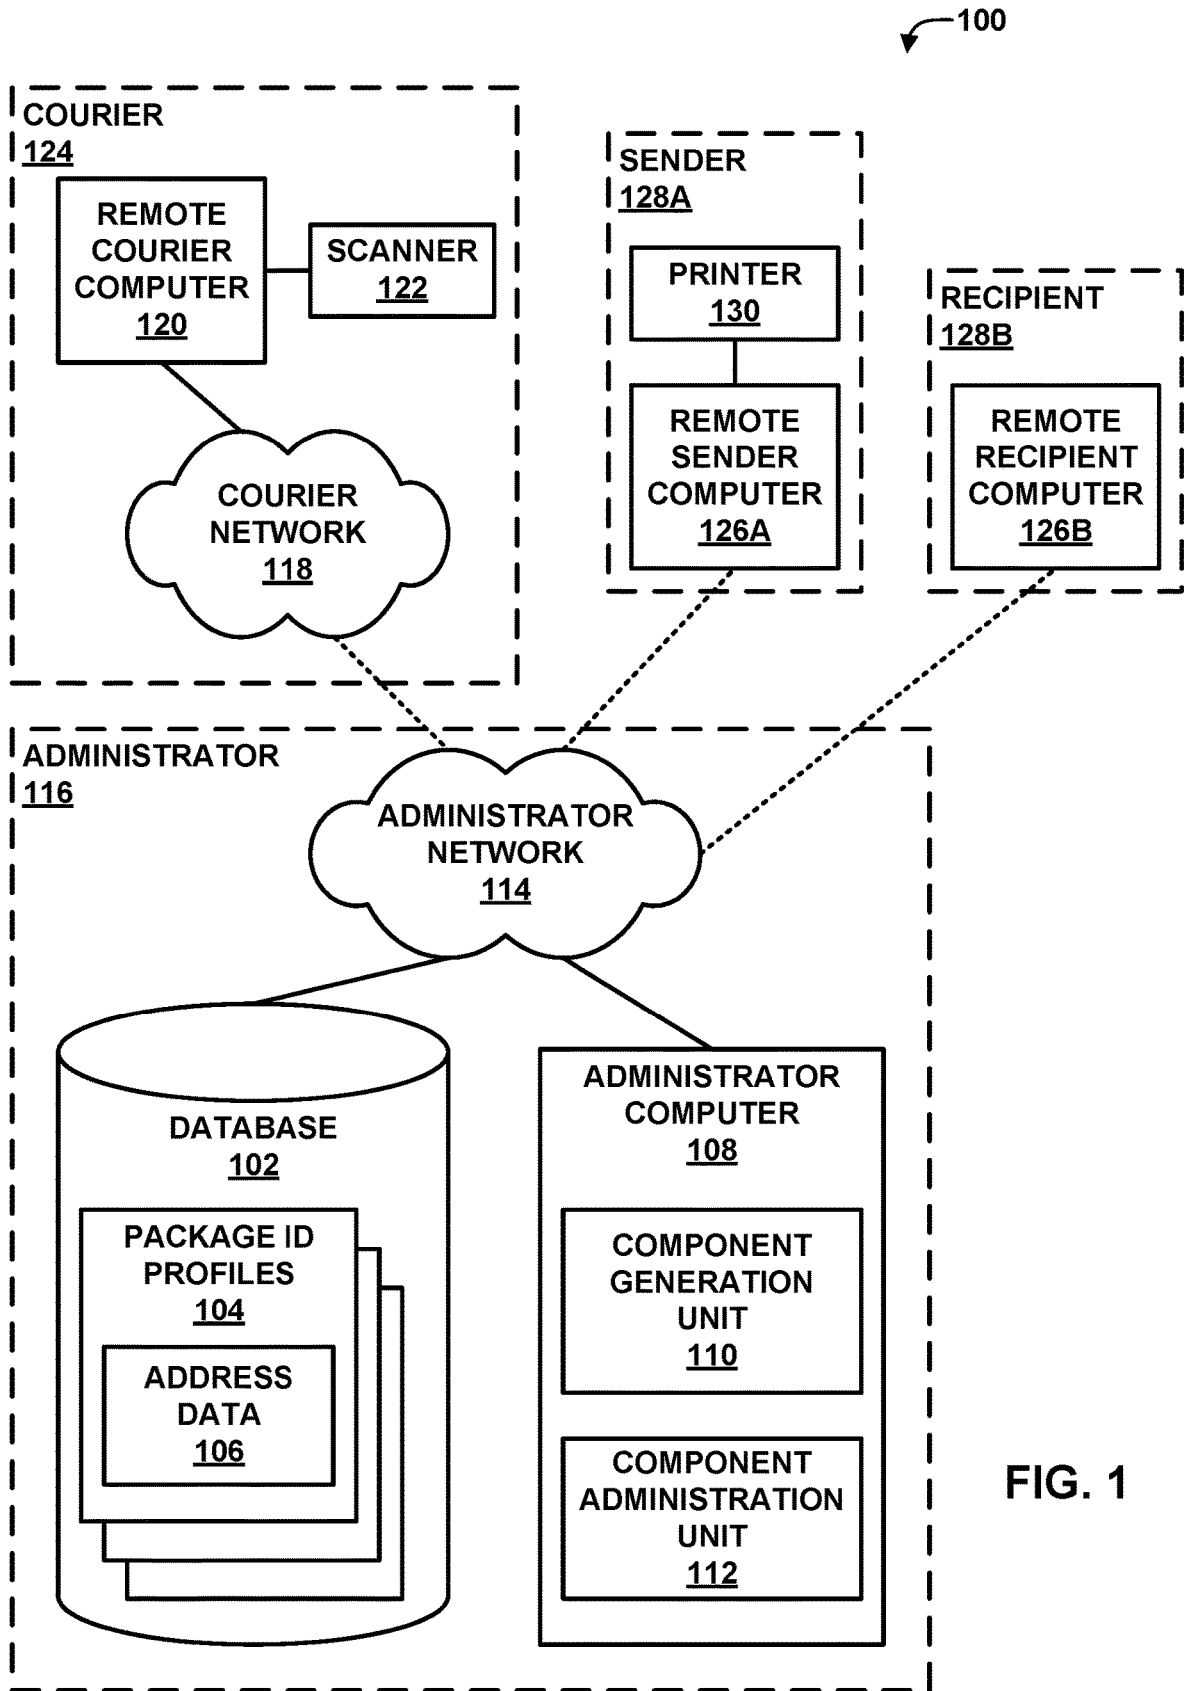 100
COURIER
124
REMOTE
COURIER
COMPUTER
120
SCANNER
122
COURIER
NETWORK
118
SENDER
128A
PRINTER
130
REMOTE
SENDER
COMPUTER
126A
RECIPIENT
128B
REMOTE
RECIPIENT
COMPUTER
126B
ADMINISTRATOR
116
ADMINISTRATOR
NETWORK
114
DATABASE
102
PACKAGE ID
PROFILES
104
ADDRESS
DATA
106
ADMINISTRATOR
COMPUTER
108
COMPONENT
GENERATION
UNIT
110
COMPONENT
ADMINISTRATION
UNIT
112
FIG. 1